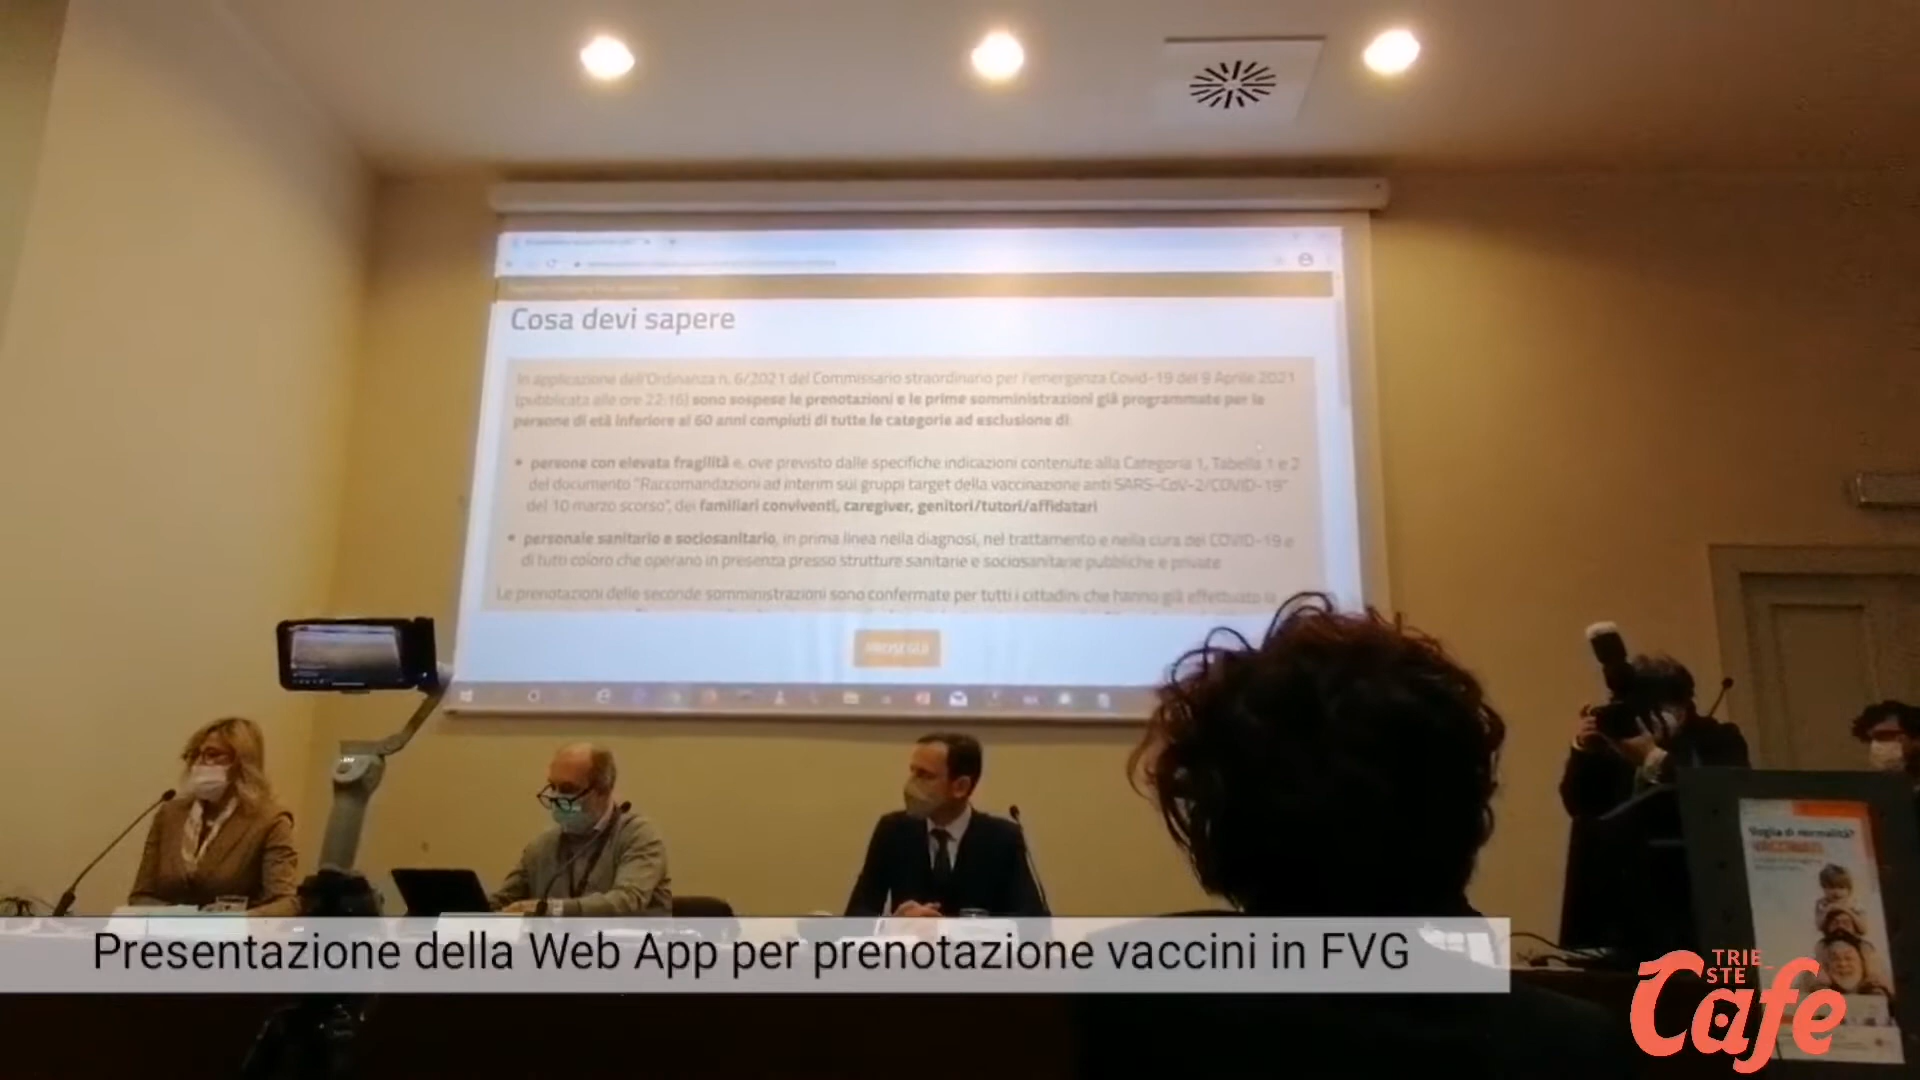 Cosa devi sapere
In applicazione dell'Ordinanza n. 6/2021 del Commissario straordinario per l'emergenza Covid-19 del 9 Aprile 2021
(pubblicata alle ore 22:16) sono sospese le prenotazioni e le prime somministrazioni già programmate per le
persone di età inferiore ai 60 anni compiuti di tutte le categorie ad esclusione di:
• persone con elevata fragilità e, ove previsto dalle specifiche indicazioni contenute alla Categoria 1, Tabella 1 e 2
del documento "Raccomandazioni ad interim sui gruppi target della vaccinazione anti SARS-CoV-2/COVID-19"
del 10 marzo scorso", dei familiari conviventi, caregiver, genitori/tutori/affidatari
• personale sanitario e sociosanitario, in prima linea nella diagnosi, nel trattamento e nella cura del COVID-19 e
di tutti coloro che operano in presenza presso strutture sanitarie e sociosanitarie pubbliche e private
Le prenotazioni delle seconde somministrazioni sono confermate per tutti i cittadini che hanno già effettuato la
PROSEGUI
Voglia di normalità?
VACCINATI
Presentazione della Web App per prenotazione vaccini in FVG
TRIE_
STE
Cafe